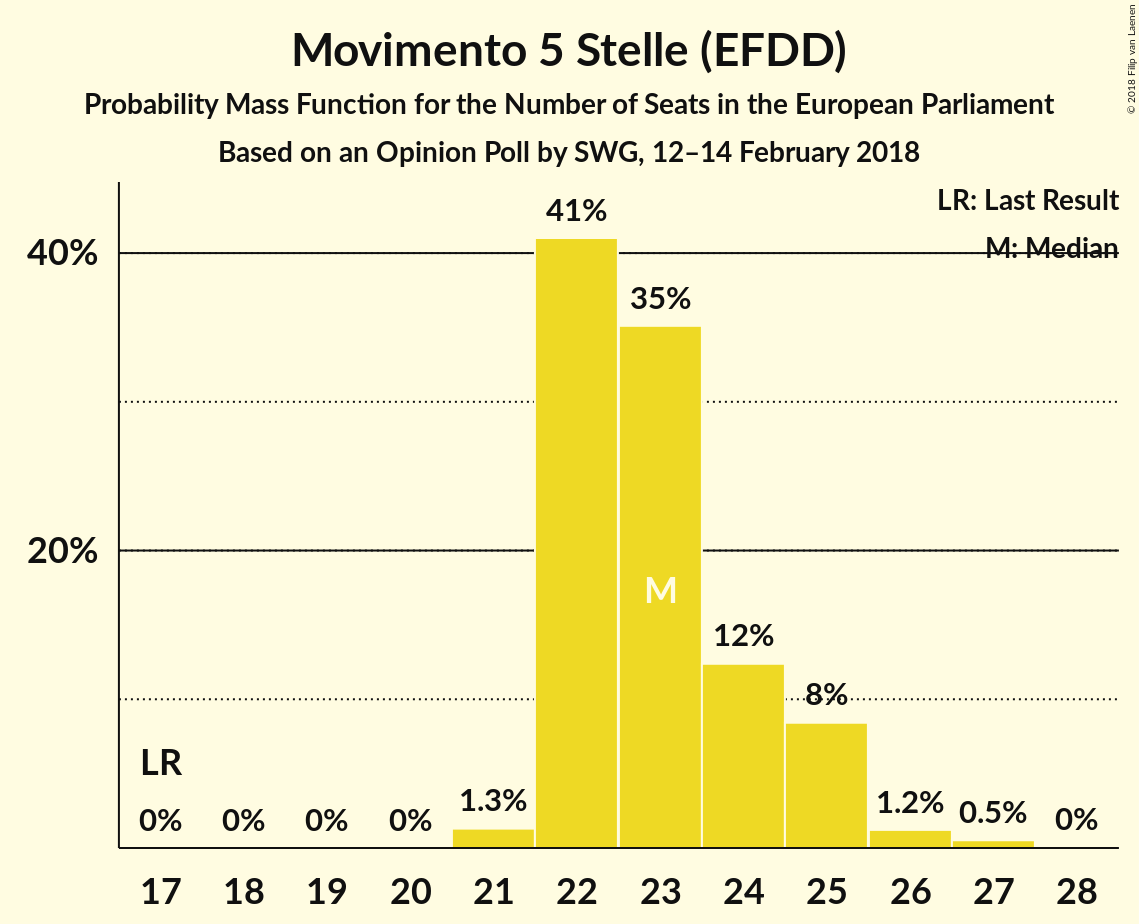 Movimento 5 Stelle (EFDD)
Probability Mass Function for the Number of Seats in the European Parliament
Based on an Opinion Poll by SWG, 12–14 February 2018
© 2018 Filip van Laenen
LR: Last Result
M: Median
41%
40%
35%
20%
M
12%
8%
LR
0% 0% 0% 0% 1.3% 1.2% 0.5% 0%
17 18 19 20 21 22 23 24 25 26 27 28